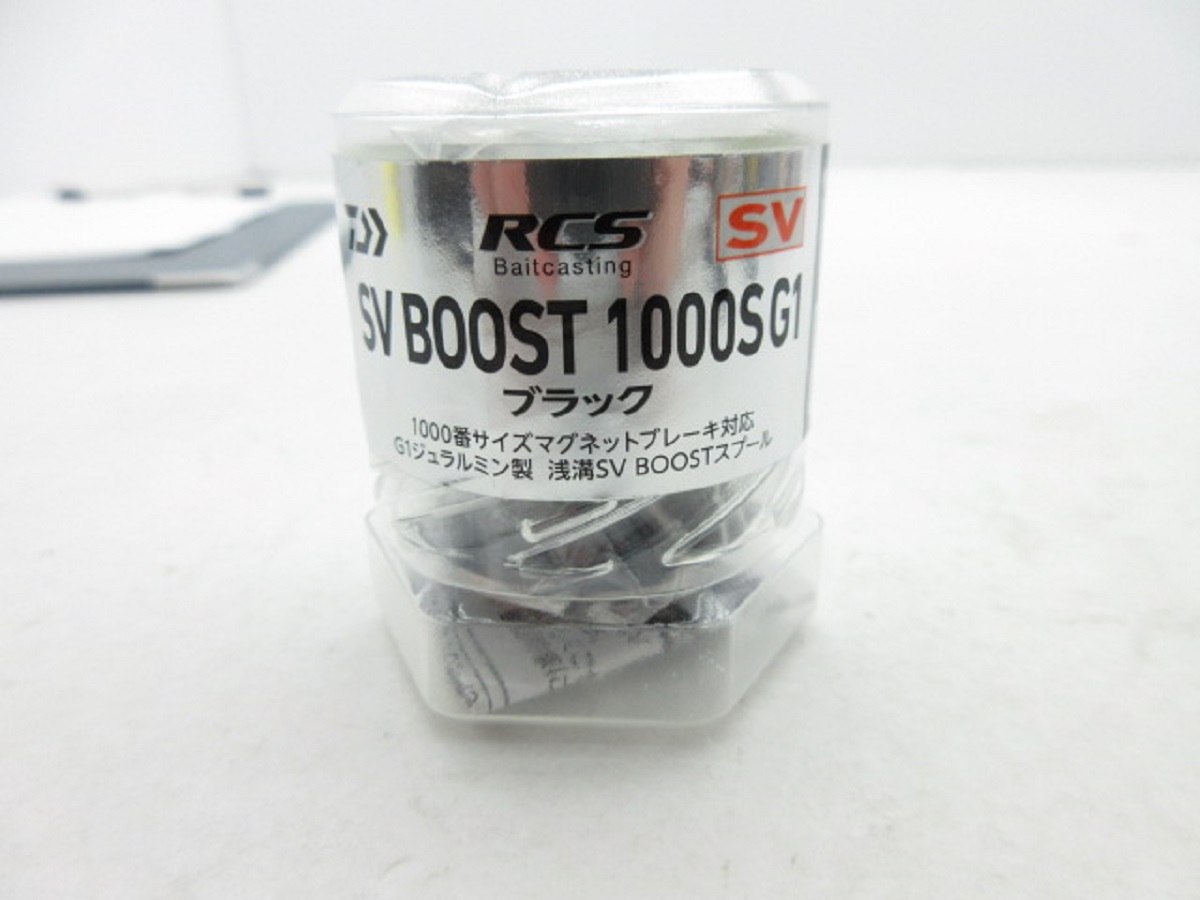 RCS
SV
Baitcasting
SV BOOST 1000S G1
ブラック
1000番サイズマグネットブレーキ対応
G1ジュラルミン製 浅溝SV BOOSTスプール